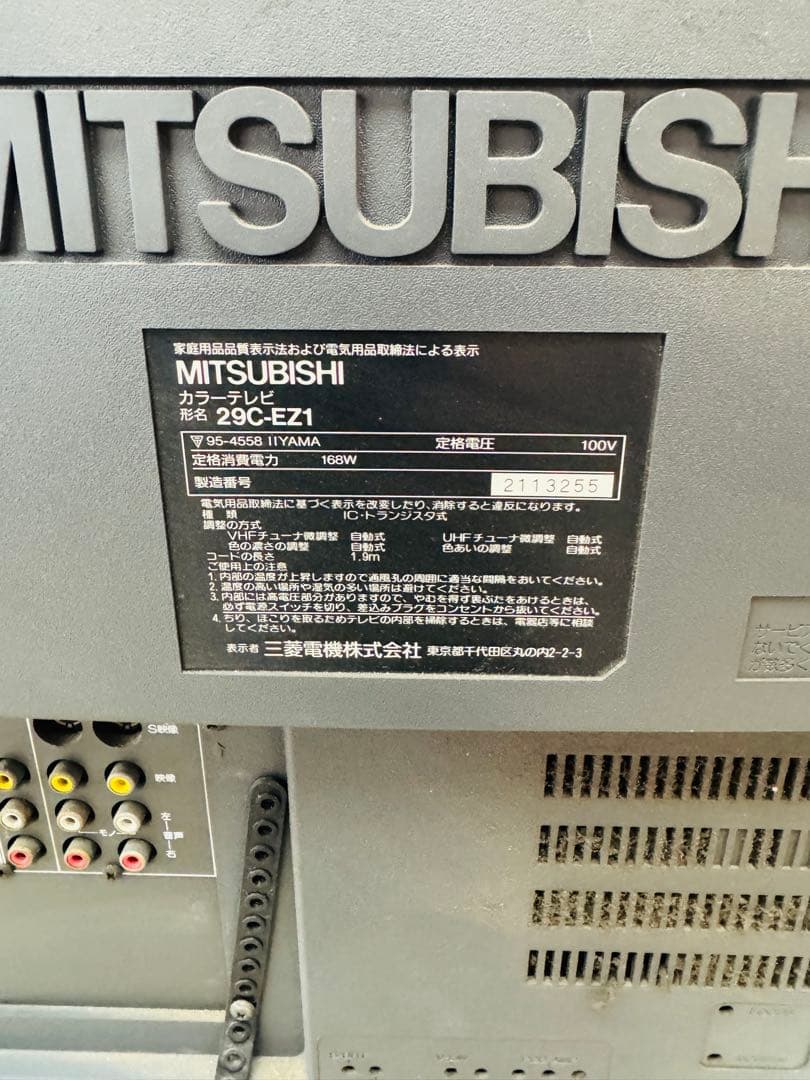 MITSUBISH
家庭用品品質表示法および電気用品取締法による表示
MITSUBISHI
カラーテレビ
形名 29C-EZ1
95-4558 IIYAMA 定格電圧 100V
定格消費電力 168W
製造番号 2113255
電気用品取締法に基づく表示を改変したり、消除すると違反になります。
種 類 IC・トランジスタ式
調整の方式
VHFチューナ微調整 自動式 UHFチューナ微調整 自動式
色の濃さの調整 自動式 色あいの調整 自動式
コードの長さ 1.9m
ご使用上の注意
1. 内部の温度が上昇しますので通風孔の周囲に適当な間隔をおいてください。
2. 温度の高い場所や湿気の多い場所は避けてください。
3. 内部には高電圧部分がありますので、やむを得ず裏ぶたをあけるときは、
必ず電源スイッチを切り、差込みプラグをコンセントから抜いてください。
4. ちり、ほこりを取るためテレビの内部を掃除するときは、電器店等に相談
してください。
表示者 三菱電機株式会社 東京都千代田区丸の内2-2-3
サービス
ないでく
が数多く
S映像
映像
左
モノ 音声
右